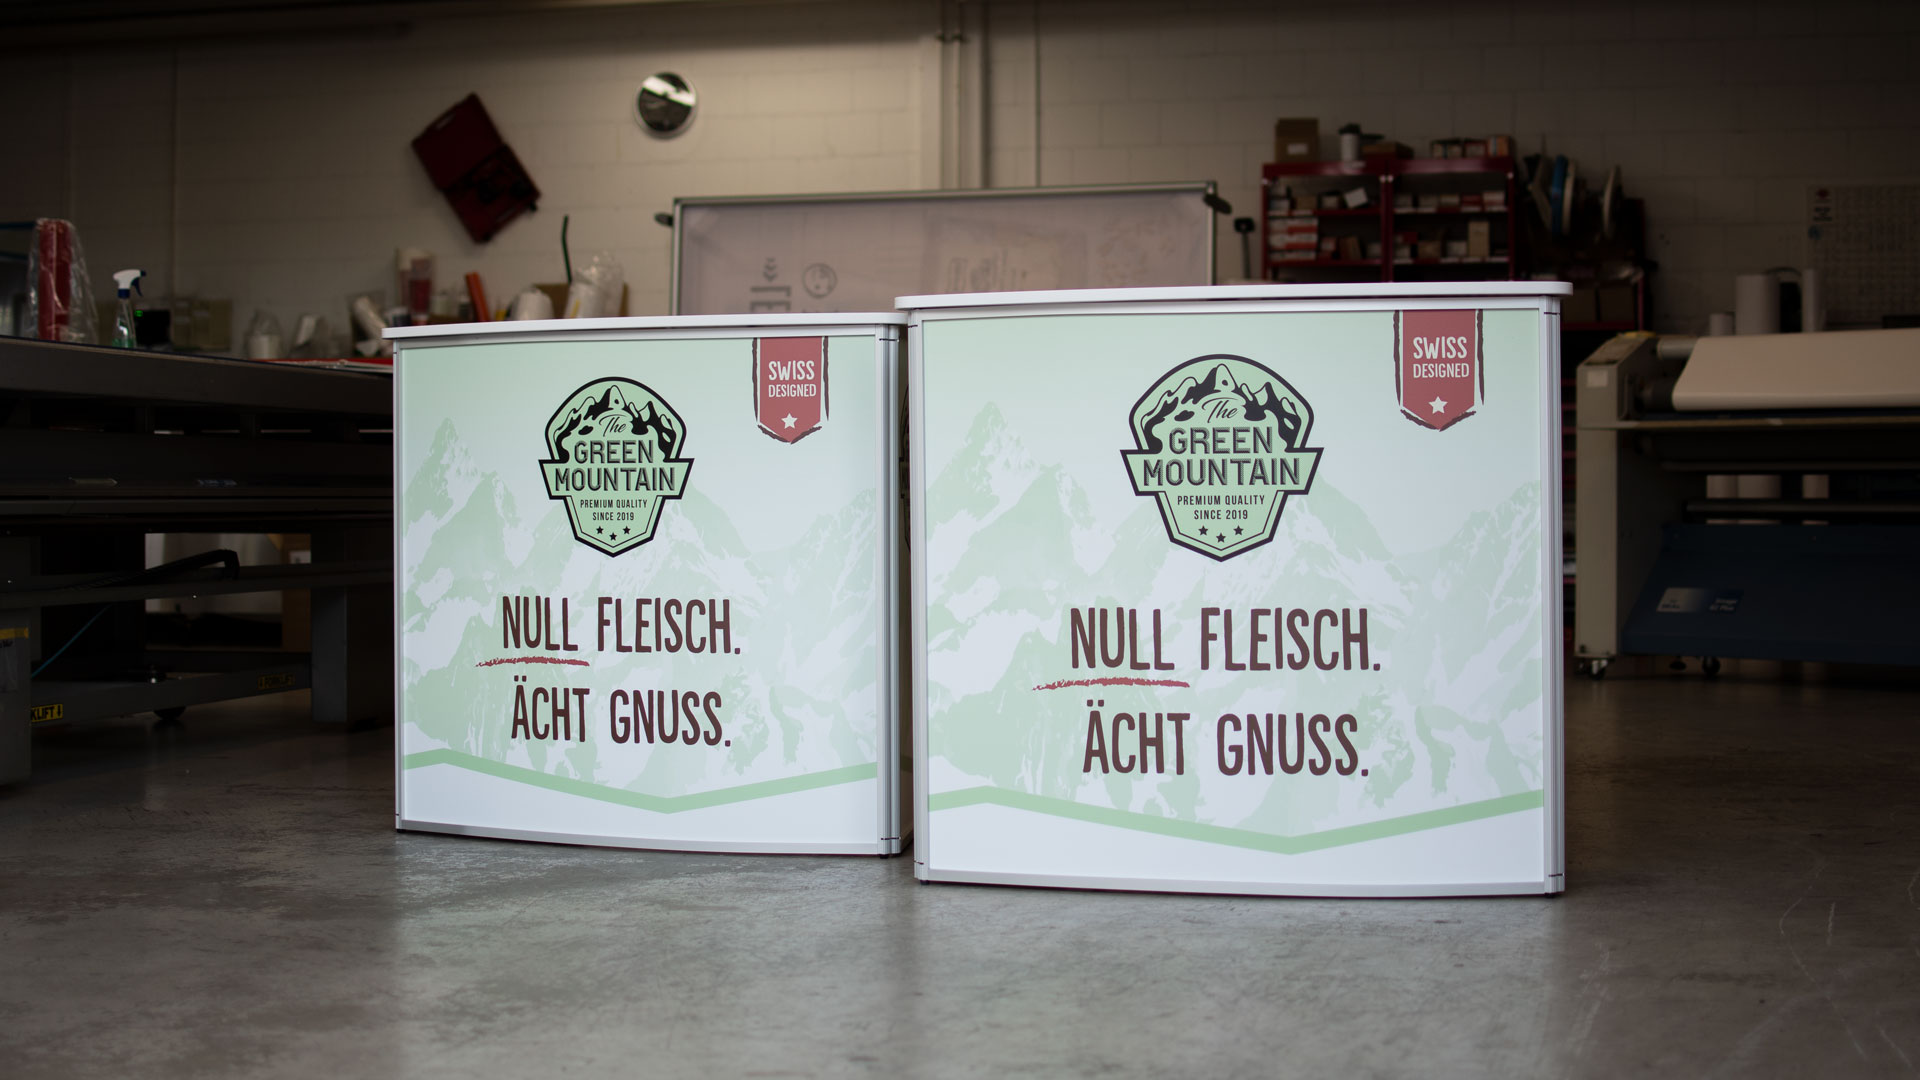 SWISS
DESIGNED
The
GREEN
MOUNTAIN
PREMIUM QUALITY
SINCE 2019
NULL FLEISCH.
ÄCHT GNUSS.
SWISS
DESIGNED
The
GREEN
MOUNTAIN
PREMIUM QUALITY
SINCE 2019
NULL FLEISCH.
ÄCHT GNUSS.